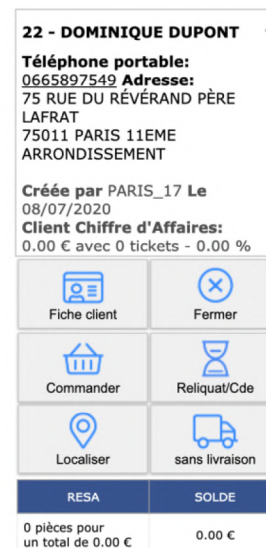 22 - DOMINIQUE DUPONT
Téléphone portable:
0665897549 Adresse:
75 RUE DU RÉVÉRAND PÈRE
LAFRAT
75011 PARIS 11EME
ARRONDISSEMENT
Créée par PARIS_17 Le
08/07/2020
Client Chiffre d'Affaires:
0.00 € avec 0 tickets - 0.00 %
Fiche client
Fermer
Commander
Reliquat/Cde
Localiser
sans livraison
RESA
SOLDE
0 pièces pour
un total de 0.00 €
0.00 €